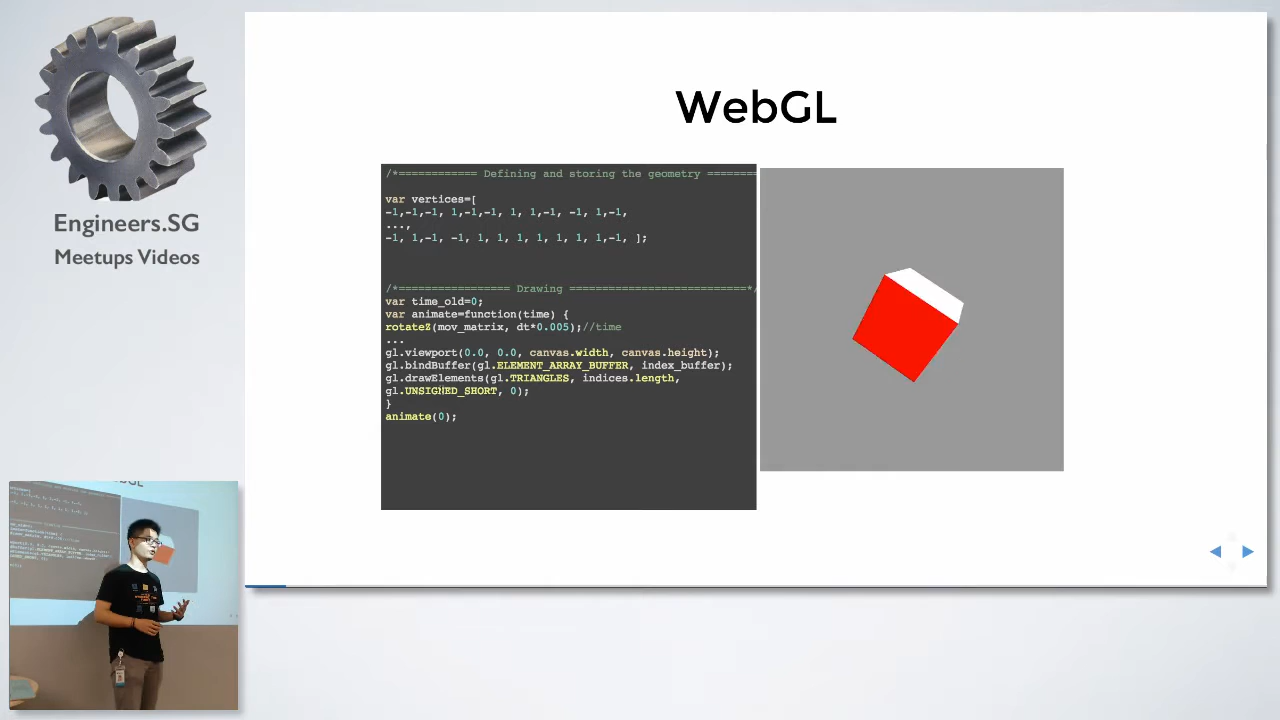 Engineers.SG
Meetups Videos
WebGL
/*============ Defining and storing the geometry ========
var vertices=[
-1,-1,-1, 1,-1,-1, 1, 1,-1, -1, 1,-1,
...,
-1, 1,-1, -1, 1, 1, 1, 1, 1, 1, 1,-1, ];
/*================= Drawing ===========================*/
var time_old=0;
var animate=function(time) {
rotateZ(mov_matrix, dt*0.005);//time
...
gl.viewport(0.0, 0.0, canvas.width, canvas.height);
gl.bindBuffer(gl.ELEMENT_ARRAY_BUFFER, index_buffer);
gl.drawElements(gl.TRIANGLES, indices.length,
gl.UNSIGNED_SHORT, 0);
}
animate(0);